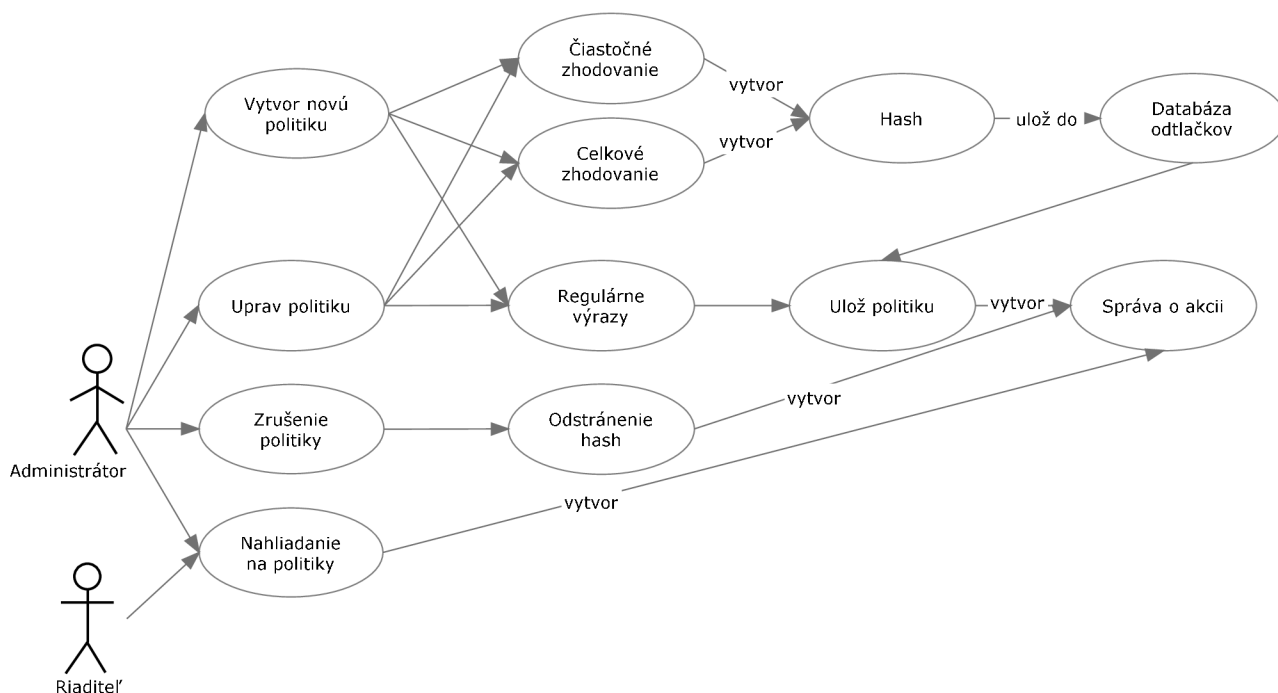 Čiastočné
zhodovanie
vytvor
Vytvor novú
politiku
Hash
ulož do
Databáza
odtlačkov
Celkové
zhodovanie
vytvor
Uprav politiku
Regulárne
výrazy
Ulož politiku
vytvor
Správa o akcii
Administrátor
Zrušenie
politiky
Odstránenie
hash
vytvor
Nahliadanie
na politiky
vytvor
Riaditeľ